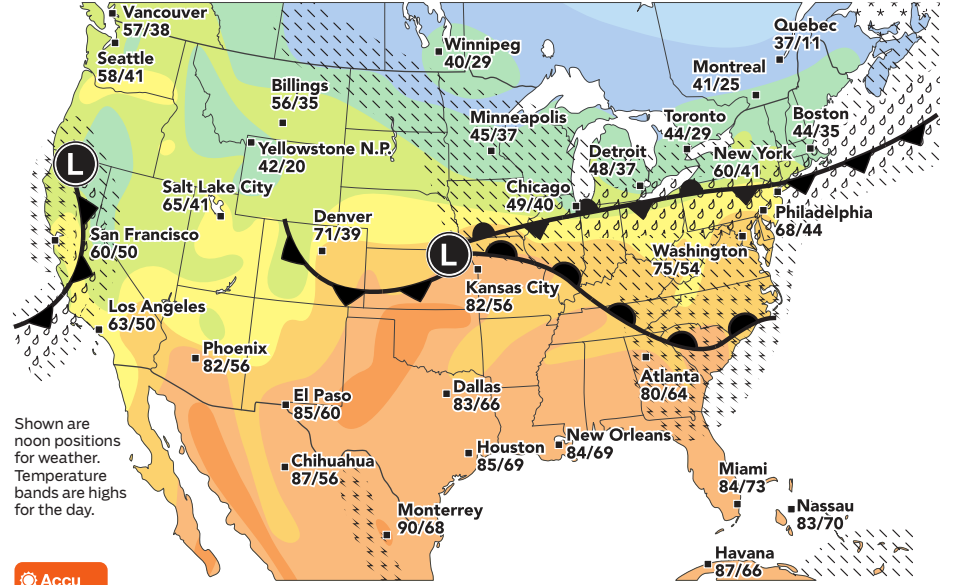 Vancouver
57/38
Seattle
58/41
Winnipeg
40/29
Quebec
37/11
Montreal
41/25
Billings
56/35
Minneapolis
45/37
Toronto
44/29
Boston
44/35
Yellowstone N.P.
42/20
Detroit
48/37
New York
60/41
L
Salt Lake City
65/41
Chicago
49/40
Denver
71/39
Philadelphia
68/44
San Francisco
60/50
L
Washington
75/54
Kansas City
82/56
Los Angeles
63/50
Phoenix
82/56
Atlanta
80/64
El Paso
85/60
Dallas
83/66
Shown are
noon positions
for weather.
Temperature
bands are highs
for the day.
Houston
85/69
New Orleans
84/69
Chihuahua
87/56
Miami
84/73
Monterrey
90/68
Nassau
83/70
Havana
87/66
Accu